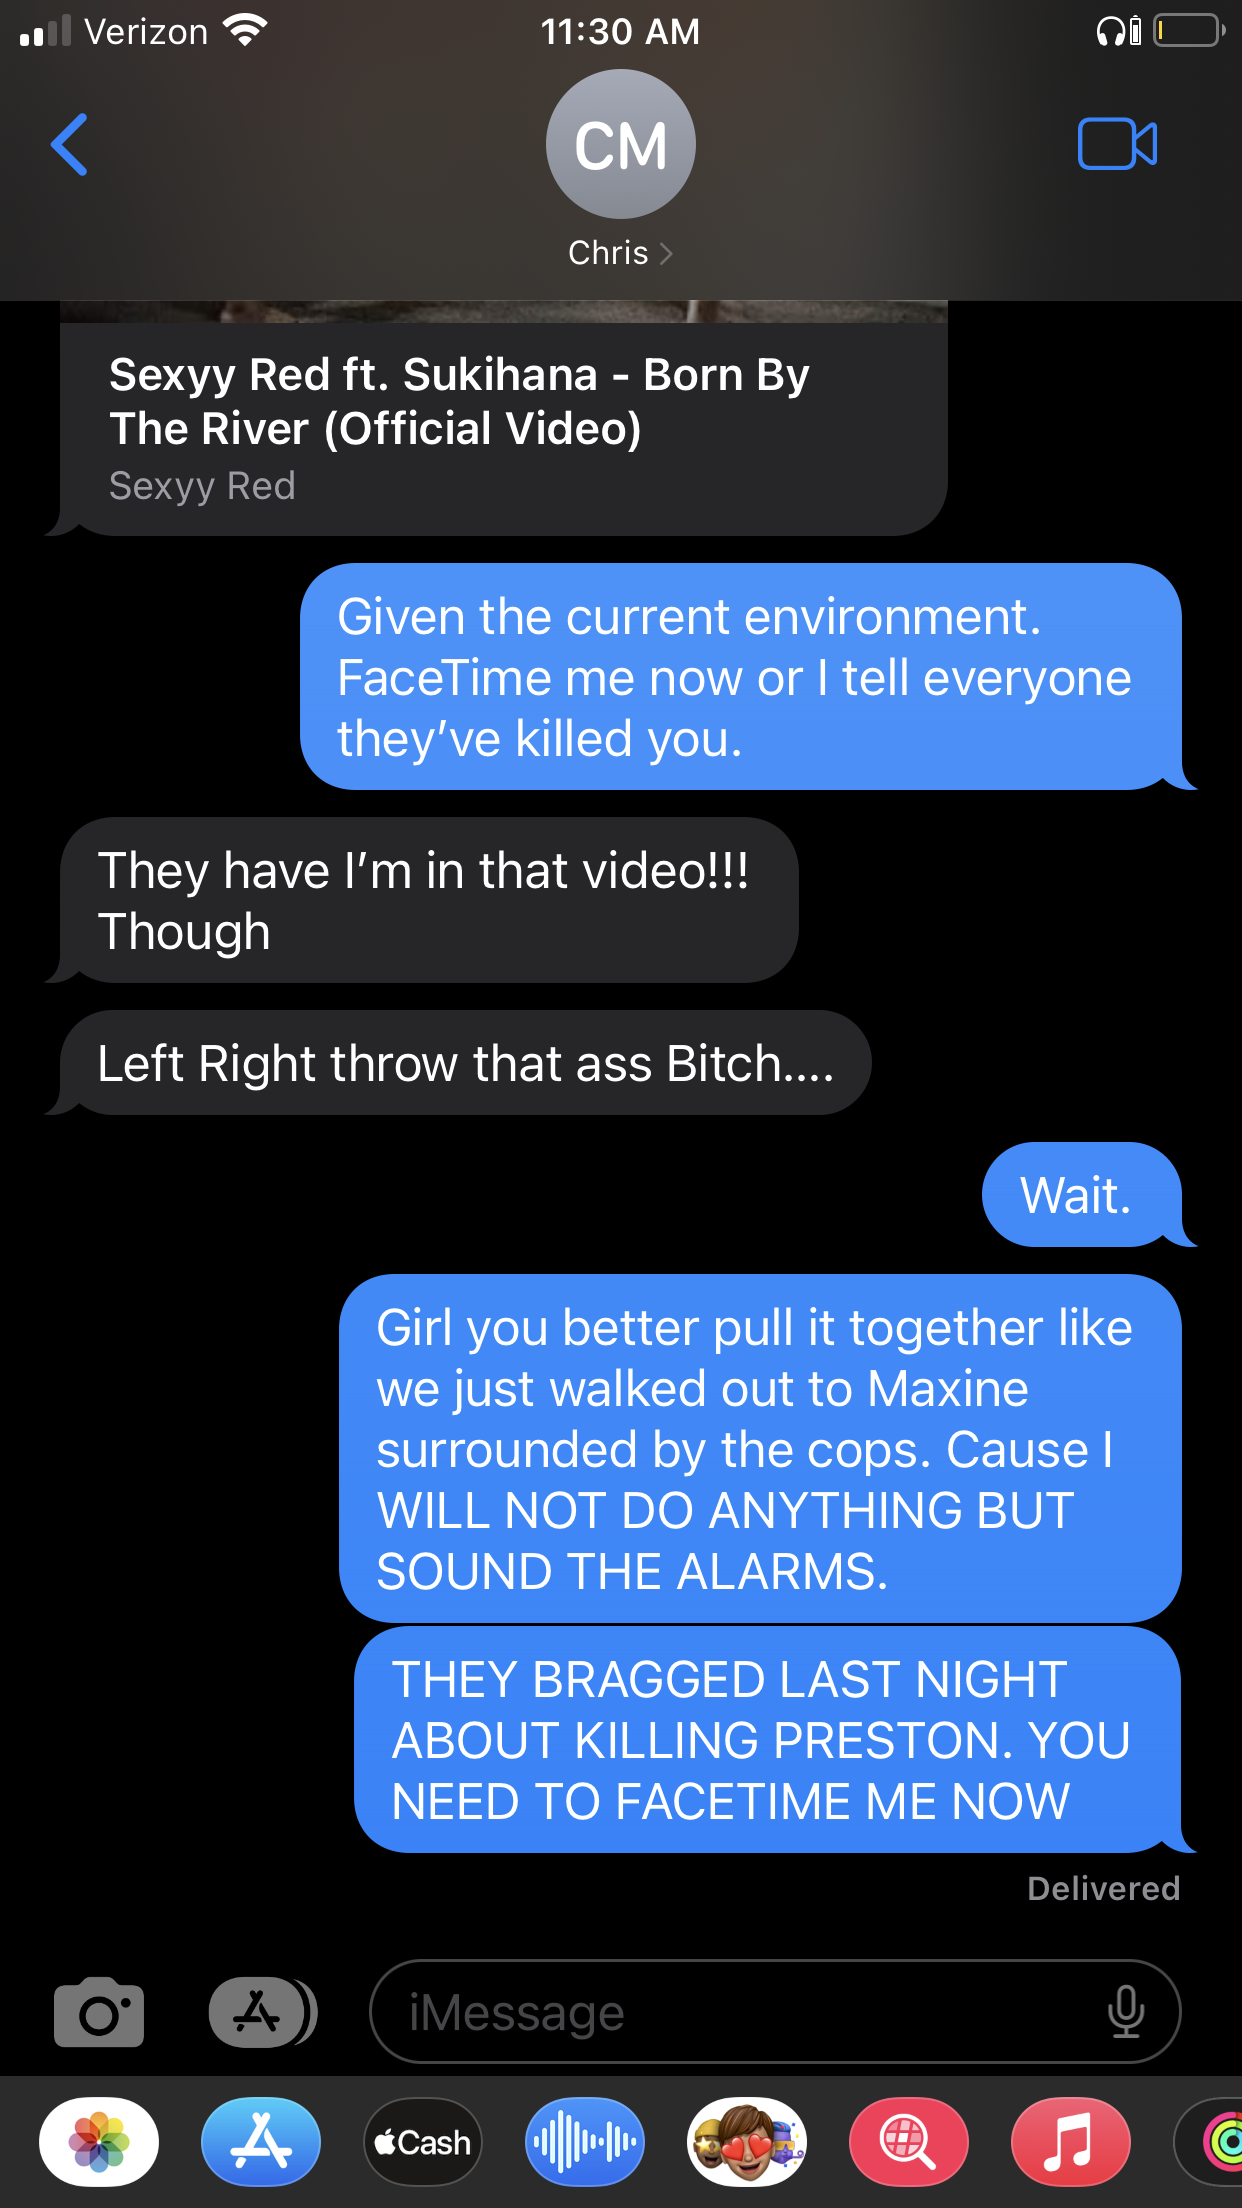 Verizon
11:30 AM
CM
Chris
Sexyy Red ft. Sukihana - Born By
The River (Official Video)
Sexyy Red
Given the current environment.
FaceTime me now or I tell everyone
they’ve killed you.
They have I’m in that video!!!
Though
Left Right throw that ass Bitch....
Wait.
Girl you better pull it together like
we just walked out to Maxine
surrounded by the cops. Cause I
WILL NOT DO ANYTHING BUT
SOUND THE ALARMS.
THEY BRAGGED LAST NIGHT
ABOUT KILLING PRESTON. YOU
NEED TO FACETIME ME NOW
Delivered
iMessage
Cash